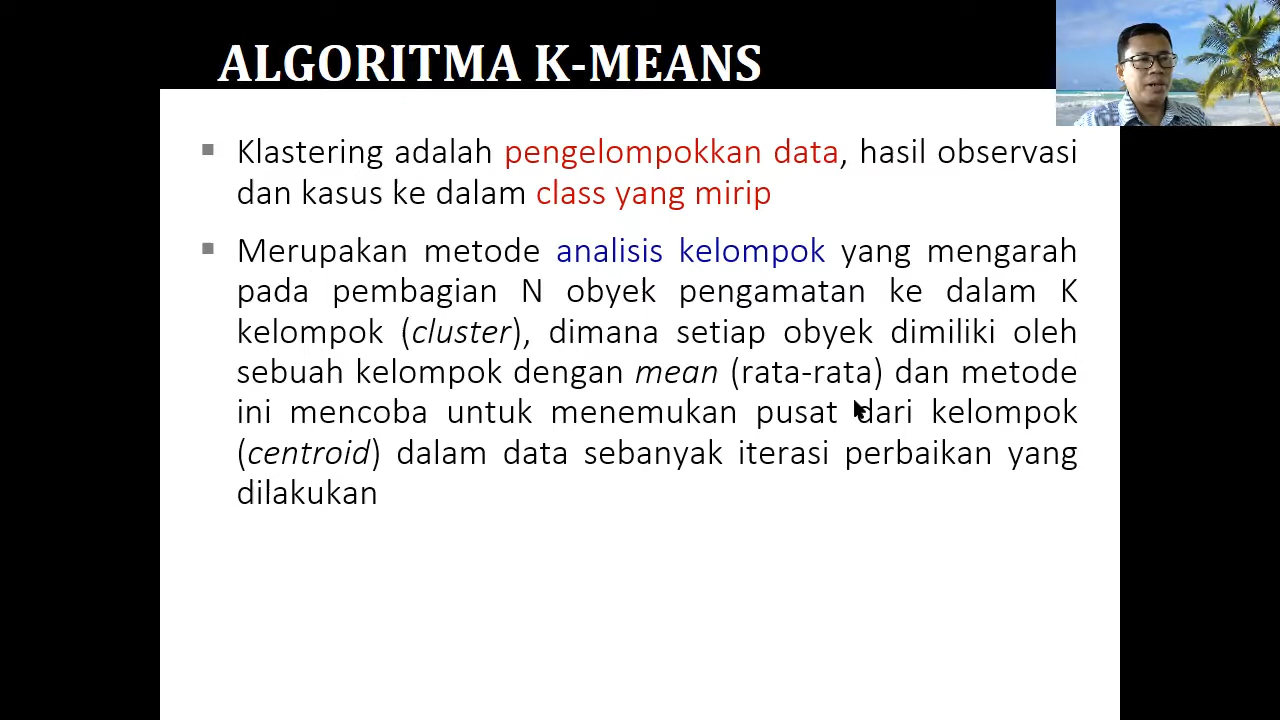 ALGORITMA K-MEANS
Klastering adalah pengelompokkan data, hasil observasi
dan kasus ke dalam class yang mirip
Merupakan metode analisis kelompok yang mengarah
pada pembagian N obyek pengamatan ke dalam K
kelompok (cluster), dimana setiap obyek dimiliki oleh
sebuah kelompok dengan mean (rata-rata) dan metode
ini mencoba untuk menemukan pusat dari kelompok
(centroid) dalam data sebanyak iterasi perbaikan yang
dilakukan